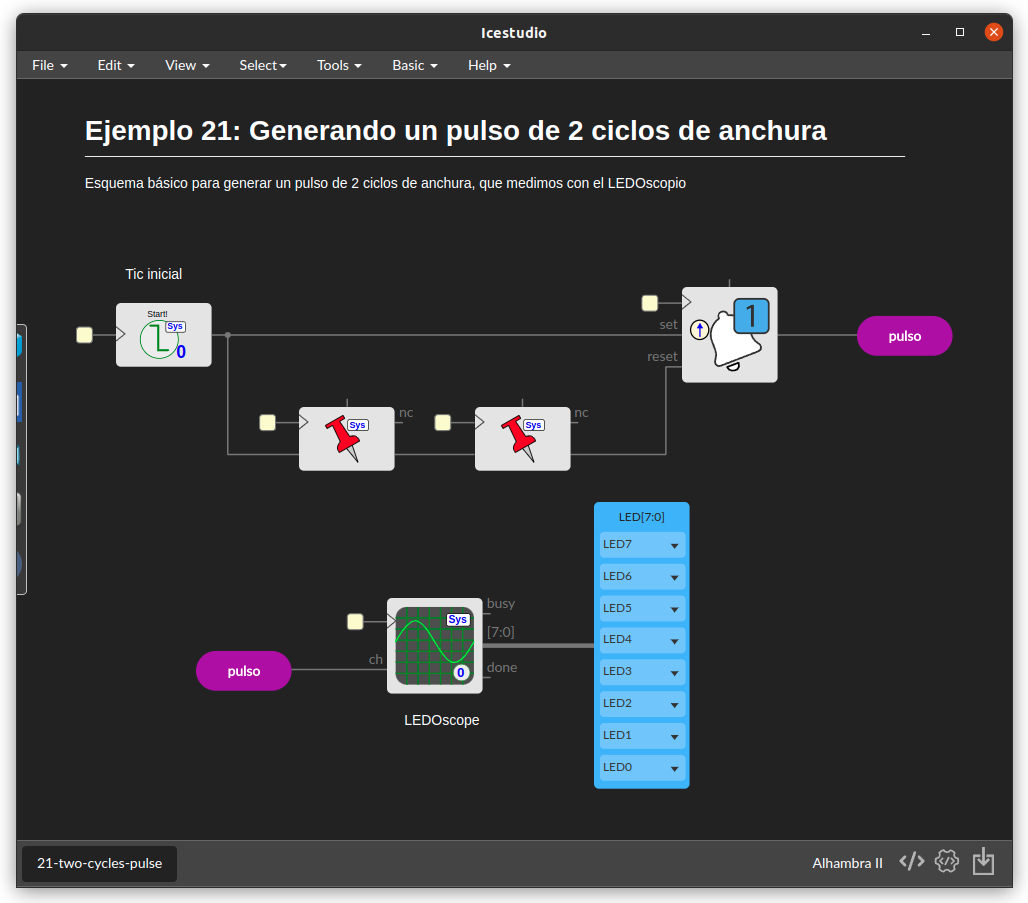 Icestudio
File Edit View Select Tools Basic Help
Ejemplo 21: Generando un pulso de 2 ciclos de anchura
Esquema básico para generar un pulso de 2 ciclos de anchura, que medimos con el LEDOscopio
Tic inicial
Start!
Sys
0
set
reset
1
pulso
nc
Sys
nc
Sys
LED[7:0]
LED7
LED6
LED5
LED4
LED3
LED2
LED1
LED0
busy
Sys
[7:0]
ch
done
0
pulso
LEDOscope
21-two-cycles-pulse
Alhambra II